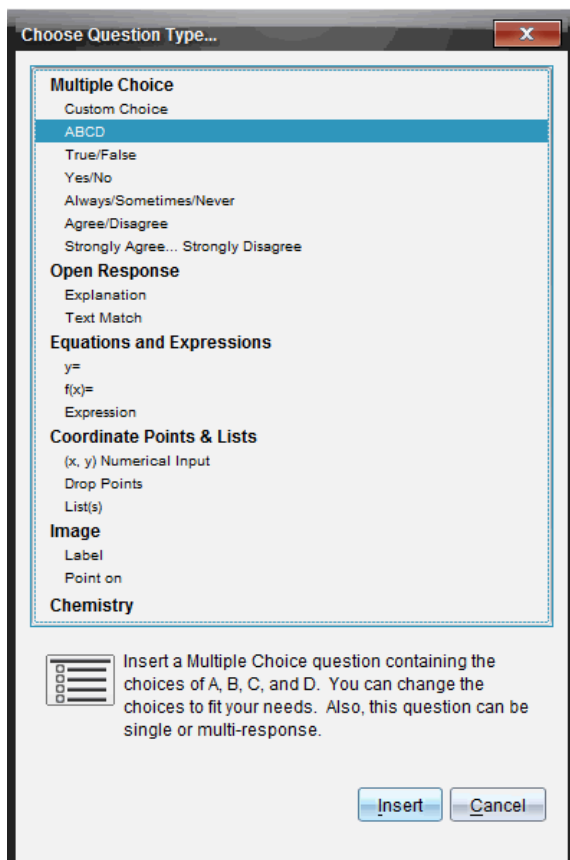 Choose Question Type...
Multiple Choice
Custom Choice
ABCD
True/False
Yes/No
Always/Sometimes/Never
Agree/Disagree
Strongly Agree... Strongly Disagree
Open Response
Explanation
Text Match
Equations and Expressions
y=
f(x)=
Expression
Coordinate Points & Lists
(x, y) Numerical Input
Drop Points
List(s)
Image
Label
Point on
Chemistry
Insert a Multiple Choice question containing the
choices of A, B, C, and D.  You can change the
choices to fit your needs.  Also, this question can be
single or multi-response.
Insert Cancel